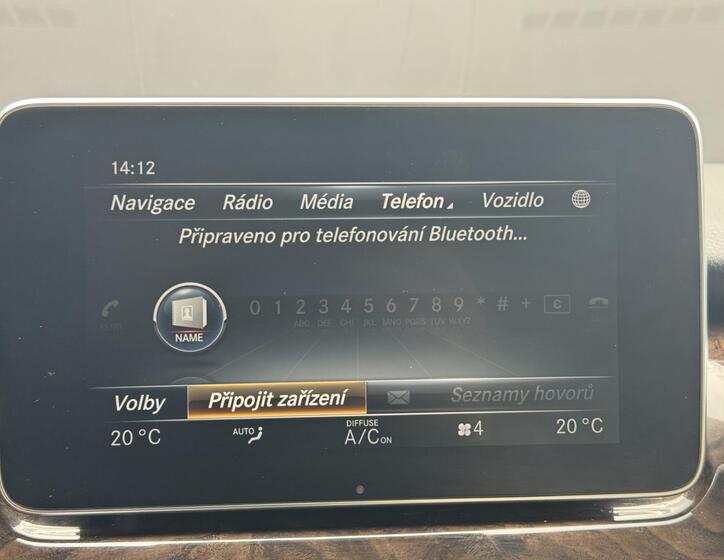 14:12
Navigace Rádio Média Telefon Vozidlo
Připraveno pro telefonování Bluetooth...
0 1 2 3 4 5 6 7 8 9 * # + C
ABC DEF GHI JKL MNO PQRS TUV WXYZ
NAME
Volby Připojit zařízení Seznamy hovorů
20 °C AUTO DIFFUSE A/C ON 4 20 °C